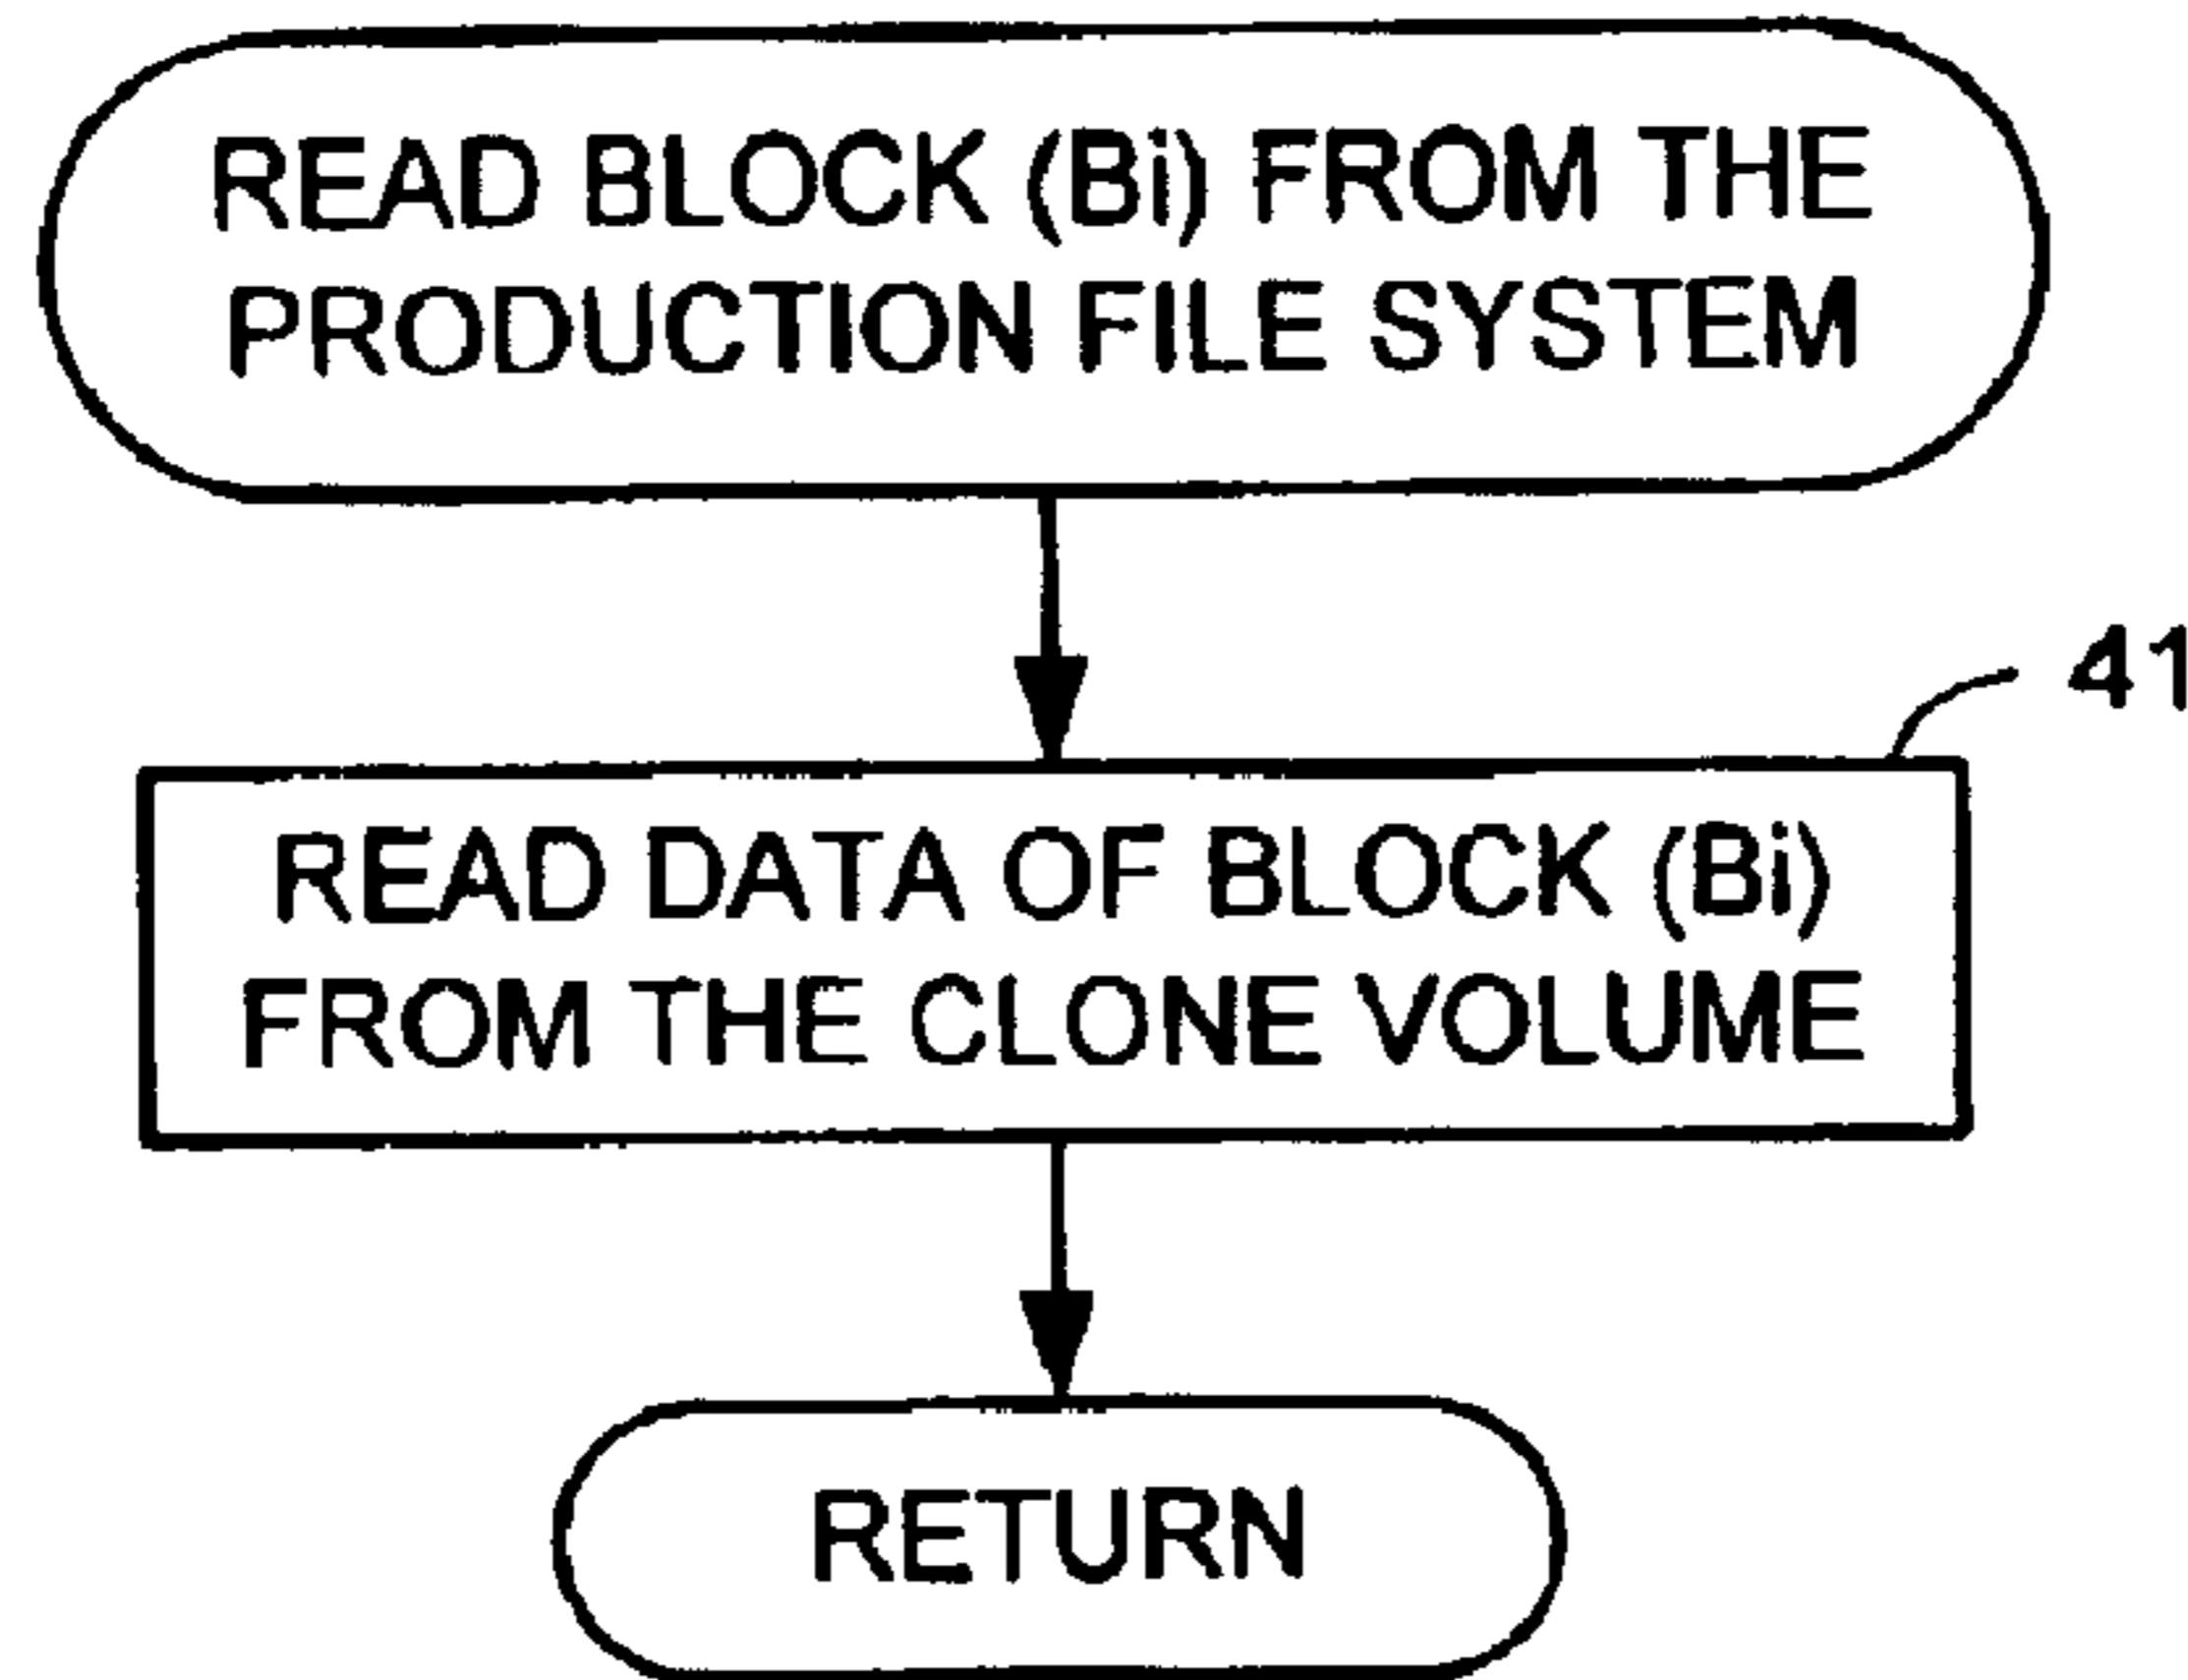 READ BLOCK (Bi) FROM THE
PRODUCTION FILE SYSTEM
41
READ DATA OF BLOCK (Bi)
FROM THE CLONE VOLUME
RETURN